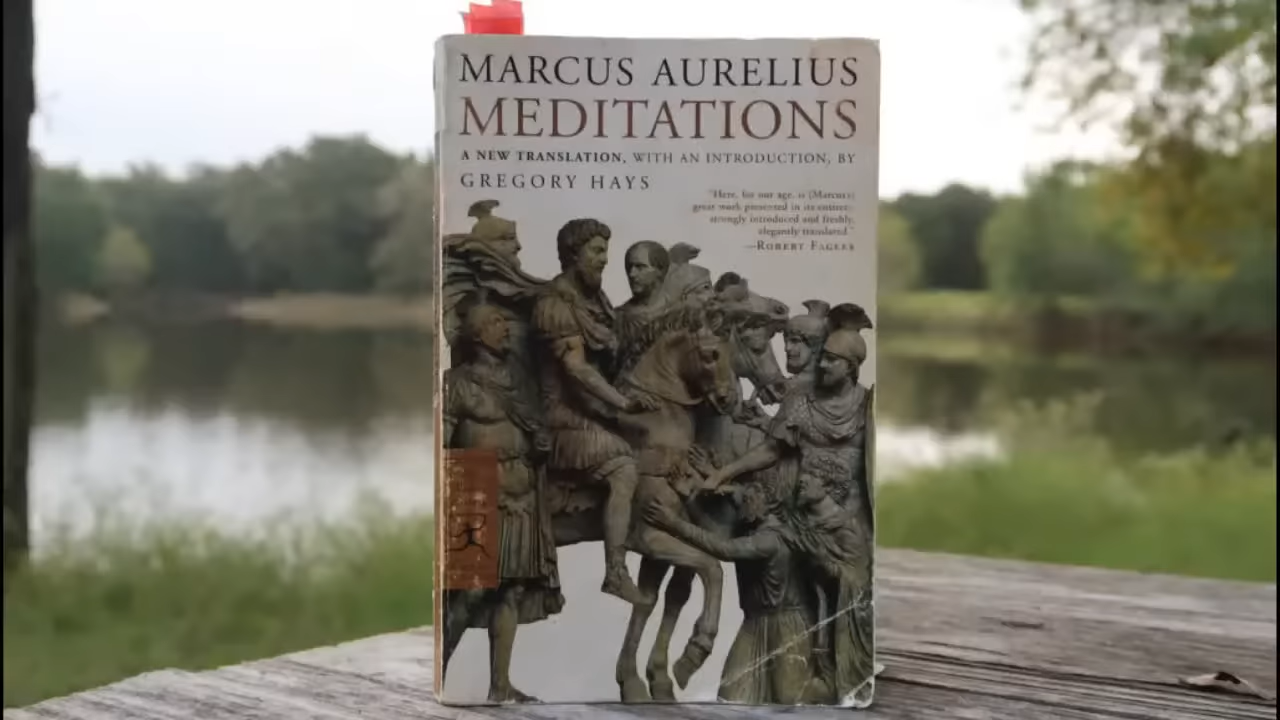 MARCUS AURELIUS
MEDITATIONS
A NEW TRANSLATION, WITH AN INTRODUCTION, BY
GREGORY HAYS
"Here, for our age, is [Marcus's]
great work presented in its entirety,
strongly introduced and freshly,
elegantly translated."
—ROBERT FAGLES